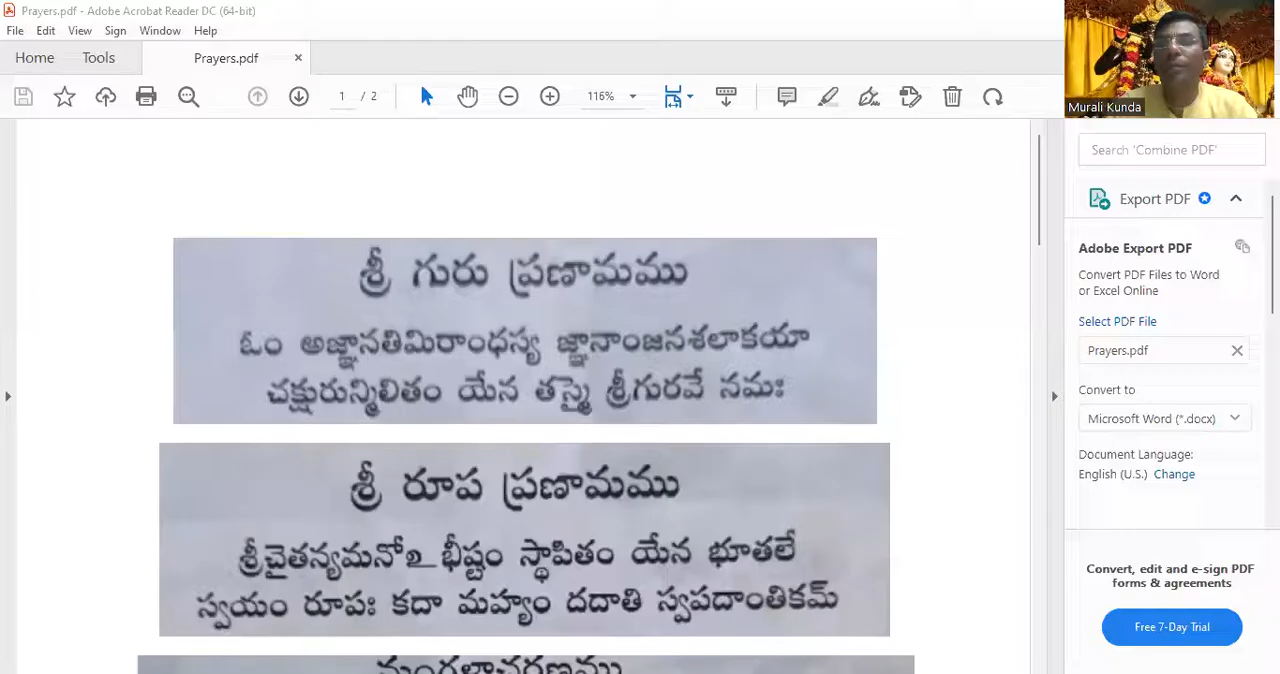 Prayers.pdf - Adobe Acrobat Reader DC (64-bit)
File Edit View Sign Window Help
Home Tools Prayers.pdf ×
1 / 2 116%
Murali Kunda
శ్రీ గురు ప్రణామము
ఓం అజ్ఞానతిమిరాంధస్య జ్ఞానాంజనశలాకయా
చక్షురున్మిలితం యేన తస్మై శ్రీగురవే నమః
శ్రీ రూప ప్రణామము
శ్రీచైతన్యమనోఽ భీష్టం స్థాపితం యేన భూతలే
స్వయం రూపః కదా మహ్యం దదాతి స్వపదాంతికమ్
మంగళాచరణము
Search 'Combine PDF'
Export PDF
Adobe Export PDF
Convert PDF Files to Word
or Excel Online
Select PDF File
Prayers.pdf
Convert to
Microsoft Word (*.docx)
Document Language:
English (U.S.) Change
Convert, edit and e-sign PDF
forms & agreements
Free 7-Day Trial